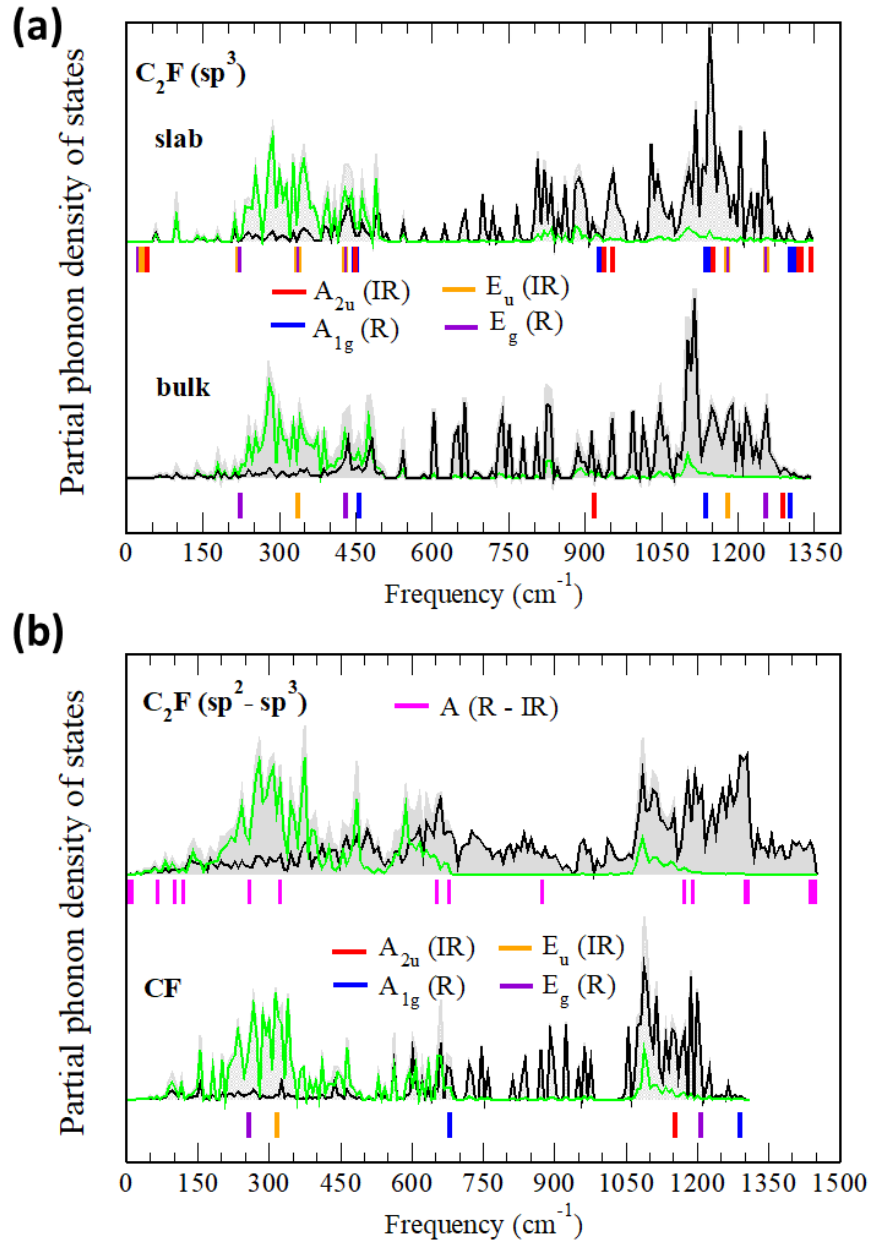 (a)
C₂F (sp³)
slab
A₂ᵤ (IR) Eᵤ (IR)
A₁g (R) Eg (R)
bulk
Partial phonon density of states
0 150 300 450 600 750 900 1050 1200 1350
Frequency (cm⁻¹)
(b)
C₂F (sp²- sp³) A (R - IR)
A₂ᵤ (IR) Eᵤ (IR)
A₁g (R) Eg (R)
CF
Partial phonon density of states
0 150 300 450 600 750 900 1050 1200 1350 1500
Frequency (cm⁻¹)